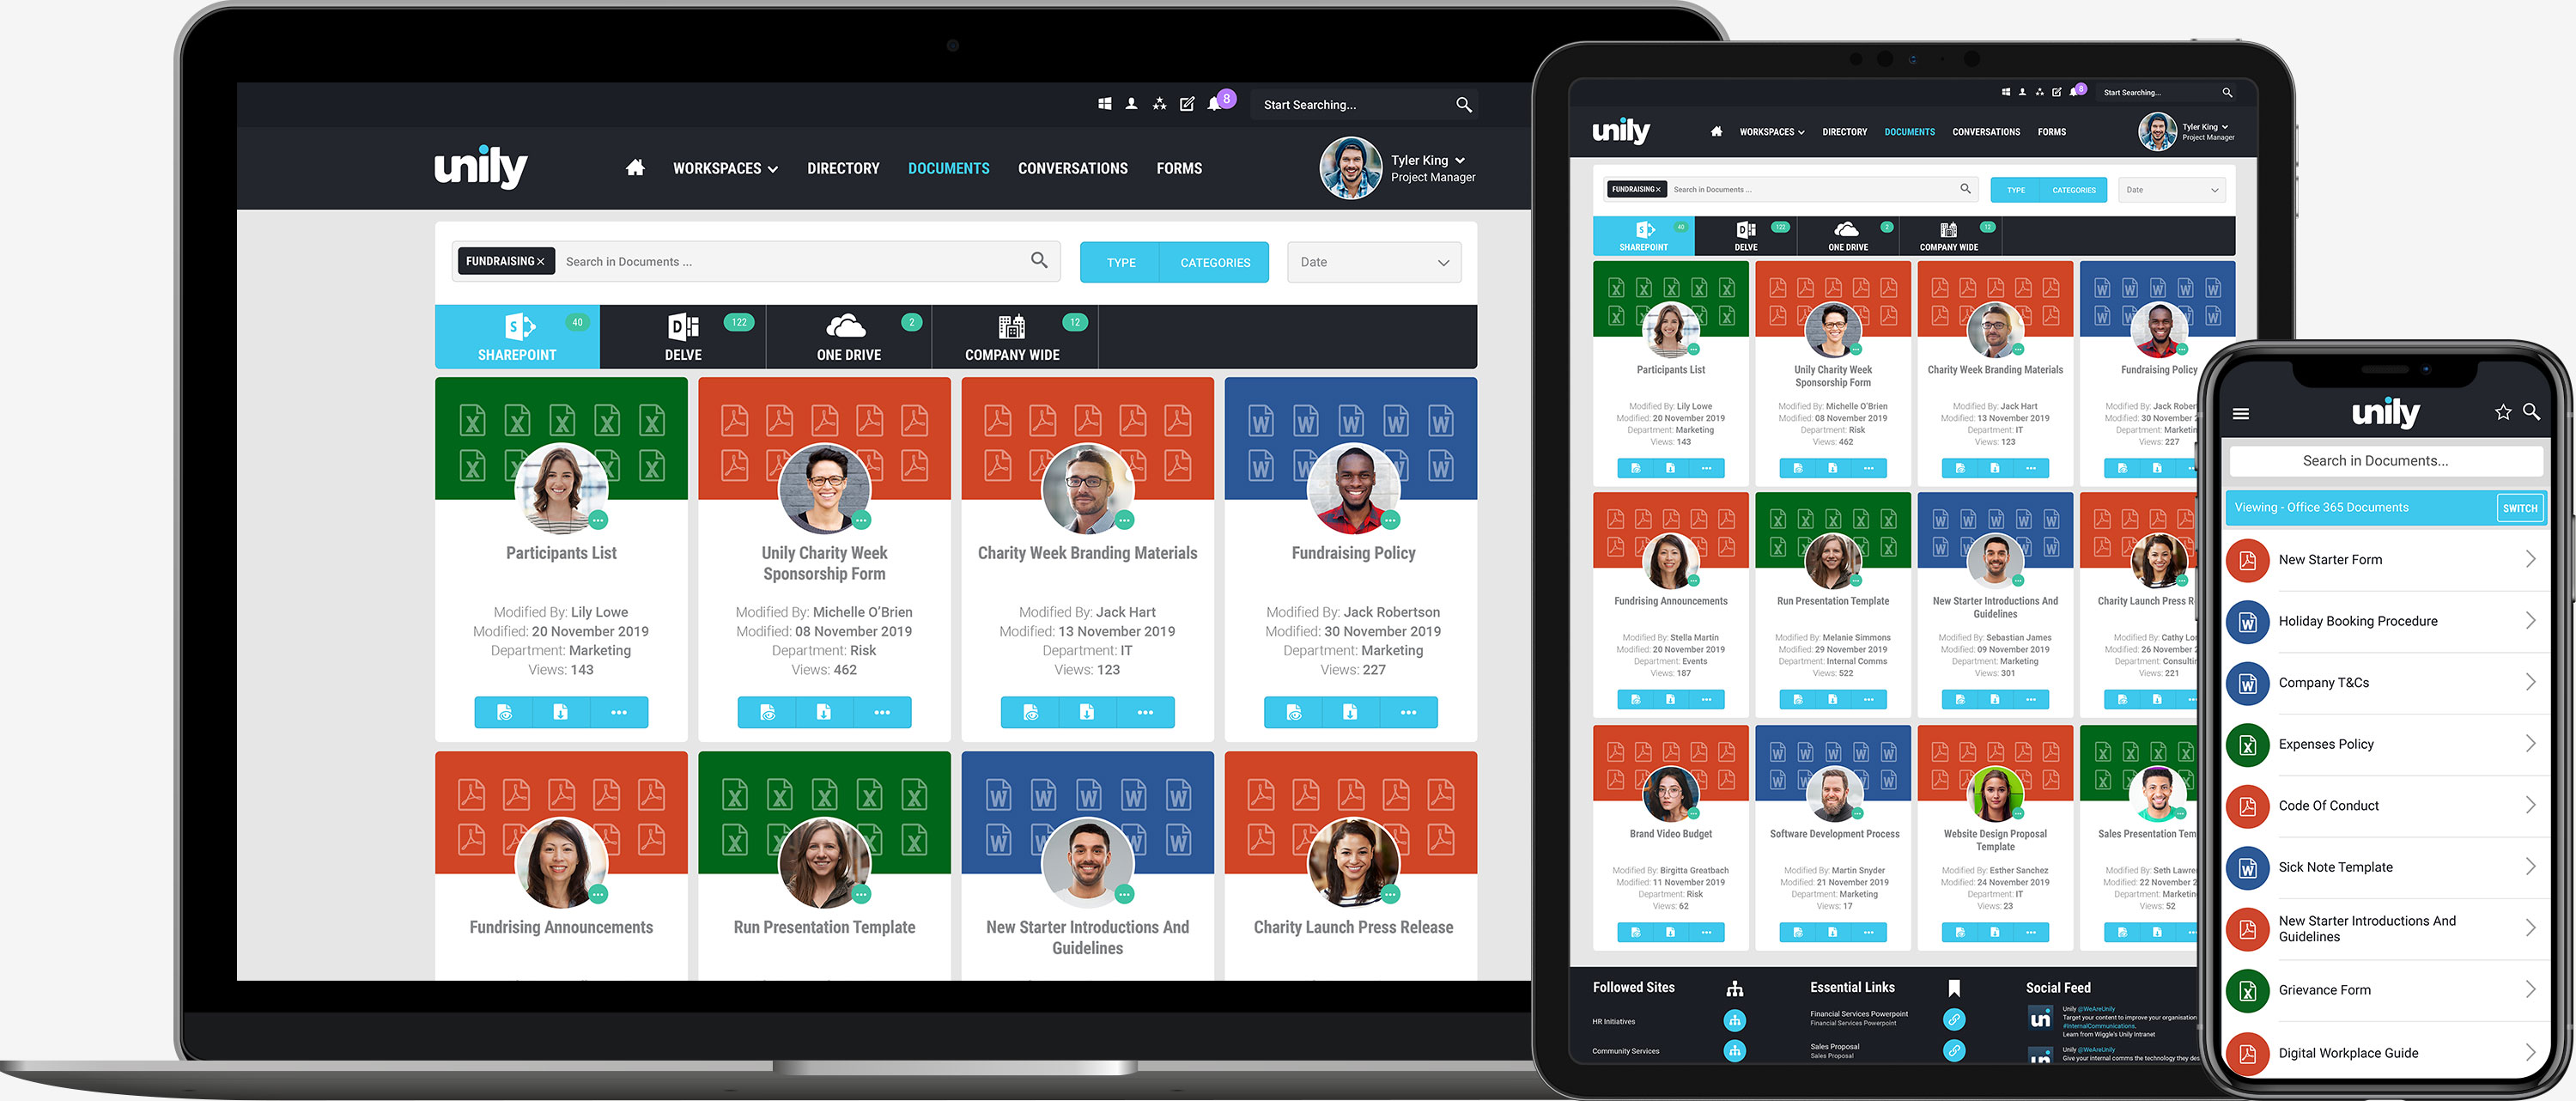 8
Start Searching...
unily
WORKSPACES
DIRECTORY
DOCUMENTS
CONVERSATIONS
FORMS
Tyler King
Project Manager
FUNDRAISING ×
Search in Documents ...
TYPE
CATEGORIES
Date
S
40
SHAREPOINT
D
122
DELVE
2
ONE DRIVE
12
COMPANY WIDE
Participants List
Modified By: Lily Lowe
Modified: 20 November 2019
Department: Marketing
Views: 143
Unily Charity Week
Sponsorship Form
Modified By: Michelle O'Brien
Modified: 08 November 2019
Department: Risk
Views: 462
Charity Week Branding Materials
Modified By: Jack Hart
Modified: 13 November 2019
Department: IT
Views: 123
Fundraising Policy
Modified By: Jack Robertson
Modified: 30 November 2019
Department: Marketing
Views: 227
Fundrising Announcements
Run Presentation Template
New Starter Introductions And
Guidelines
Charity Launch Press Release
8
Start Searching...
unily
WORKSPACES
DIRECTORY
DOCUMENTS
CONVERSATIONS
FORMS
Tyler King
Project Manager
FUNDRAISING ×
Search in Documents ...
TYPE
CATEGORIES
Date
S
40
SHAREPOINT
D
122
DELVE
2
ONE DRIVE
12
COMPANY WIDE
Participants List
Modified By: Lily Lowe
Modified: 20 November 2019
Department: Marketing
Views: 143
Unily Charity Week
Sponsorship Form
Modified By: Michelle O'Brien
Modified: 08 November 2019
Department: Risk
Views: 462
Charity Week Branding Materials
Modified By: Jack Hart
Modified: 13 November 2019
Department: IT
Views: 123
Fundraising Policy
Modified By: Jack Rober
Modified: 30 November 2
Department: Marketin
Views: 227
Fundrising Announcements
Modified By: Stella Martin
Modified: 20 November 2019
Department: Events
Views: 187
Run Presentation Template
Modified By: Melanie Simmons
Modified: 29 November 2019
Department: Internal Comms
Views: 522
New Starter Introductions And
Guidelines
Modified By: Sebastian James
Modified: 09 November 2019
Department: Marketing
Views: 301
Charity Launch Press R
Modified By: Cathy Lo
Modified: 26 November 2
Department: Consultin
Views: 221
Brand Video Budget
Modified By: Birgitta Greatbach
Modified: 11 November 2019
Department: Risk
Views: 62
Software Development Process
Modified By: Martin Snyder
Modified: 21 November 2019
Department: Marketing
Views: 17
Website Design Proposal
Template
Modified By: Esther Sanchez
Modified: 24 November 2019
Department: IT
Views: 23
Sales Presentation Tem
Modified By: Seth Lawre
Modified: 22 November 2
Department: Marketin
Views: 52
Followed Sites
HR Initiatives
Community Services
Essential Links
Financial Services Powerpoint
Financial Services Powerpoint
Sales Proposal
Sales Proposal
Social Feed
un
Unily @WeAreUnily
Target your content to improve your organisation
#InternalCommunications.
Learn from Wiggle's Unily Intranet
Unily @WeAreUnily
Give your internal comms the technology they des
unily
Search in Documents...
Viewing - Office 365 Documents
SWITCH
New Starter Form
Holiday Booking Procedure
Company T&Cs
Expenses Policy
Code Of Conduct
Sick Note Template
New Starter Introductions And
Guidelines
Grievance Form
Digital Workplace Guide